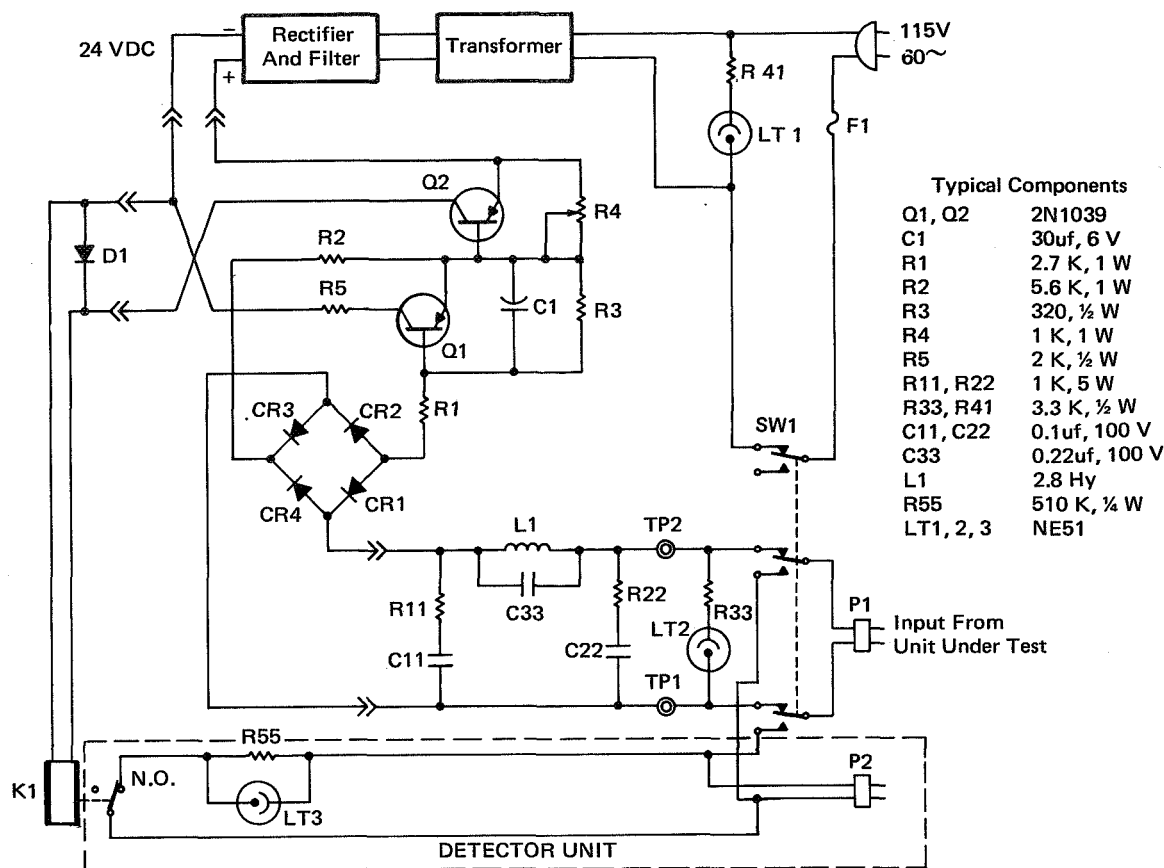 24 VDC
−
+
Rectifier
And Filter
Transformer
115V
60~
R 41
LT 1
F1
Q2
R4
D1
R2
R5
C1
R3
Q1
CR3
CR2
R1
CR4
CR1
SW1
L1
TP2
C33
R11
R22
R33
C11
C22
LT2
TP1
P1
Input From
Unit Under Test
R55
K1
N.O.
LT3
P2
DETECTOR UNIT
Typical Components
Q1, Q2 2N1039
C1 30uf, 6 V
R1 2.7 K, 1 W
R2 5.6 K, 1 W
R3 320, ½ W
R4 1 K, 1 W
R5 2 K, ½ W
R11, R22 1 K, 5 W
R33, R41 3.3 K, ½ W
C11, C22 0.1uf, 100 V
C33 0.22uf, 100 V
L1 2.8 Hy
R55 510 K, ¼ W
LT1, 2, 3 NE51